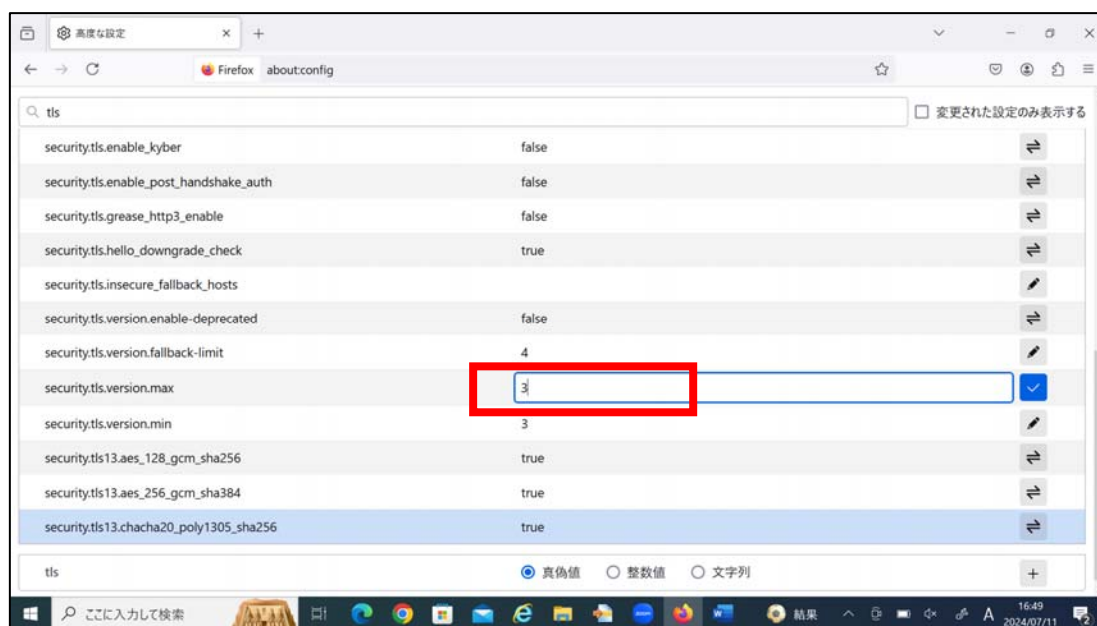 高度な設定
Firefox about:config
tls 変更された設定のみ表示する
security.tls.enable_kyber false
security.tls.enable_post_handshake_auth false
security.tls.grease_http3_enable false
security.tls.hello_downgrade_check true
security.tls.insecure_fallback_hosts
security.tls.version.enable-deprecated false
security.tls.version.fallback-limit 4
security.tls.version.max 3
security.tls.version.min 3
security.tls13.aes_128_gcm_sha256 true
security.tls13.aes_256_gcm_sha384 true
security.tls13.chacha20_poly1305_sha256 true
tls 真偽値 整数値 文字列
ここに入力して検索 結果 A 16:49
2024/07/11